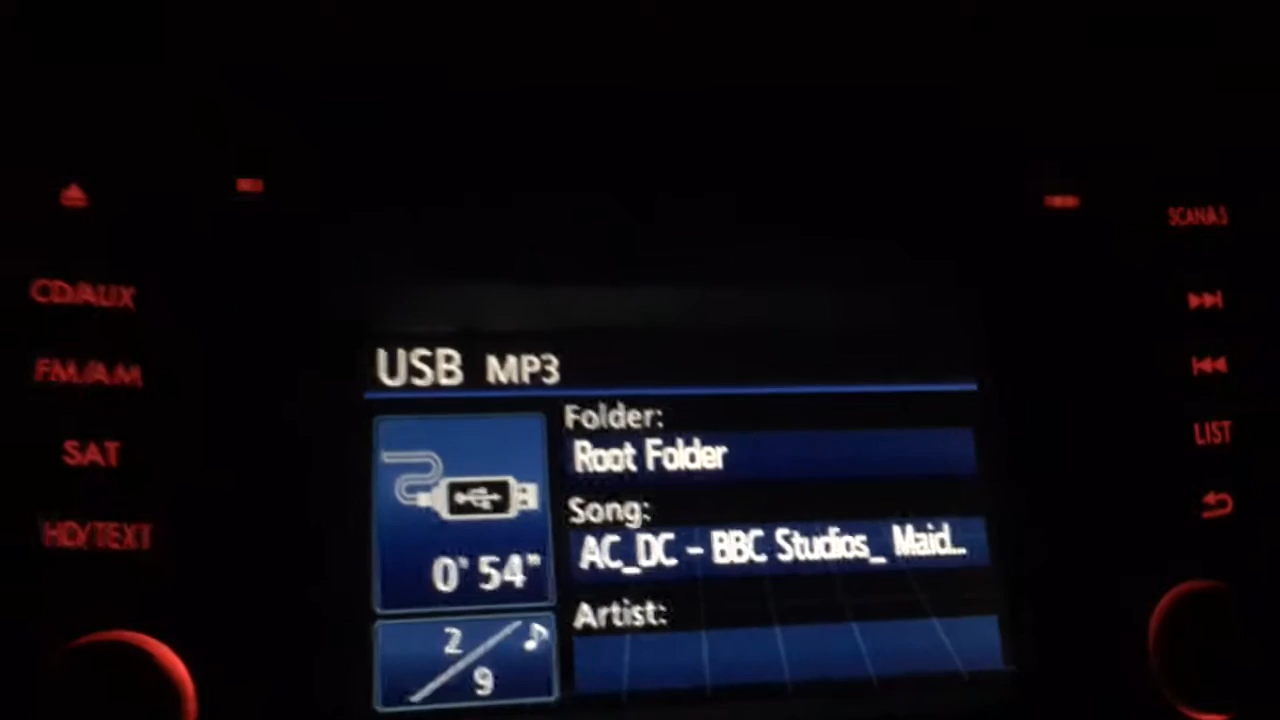 SCAN/AS
CD/AUX
FM/AM
SAT
HD/TEXT
LIST
USB MP3
Folder:
Root Folder
Song:
AC_DC - BBC Studios_ Maid...
0' 54"
Artist:
2
9